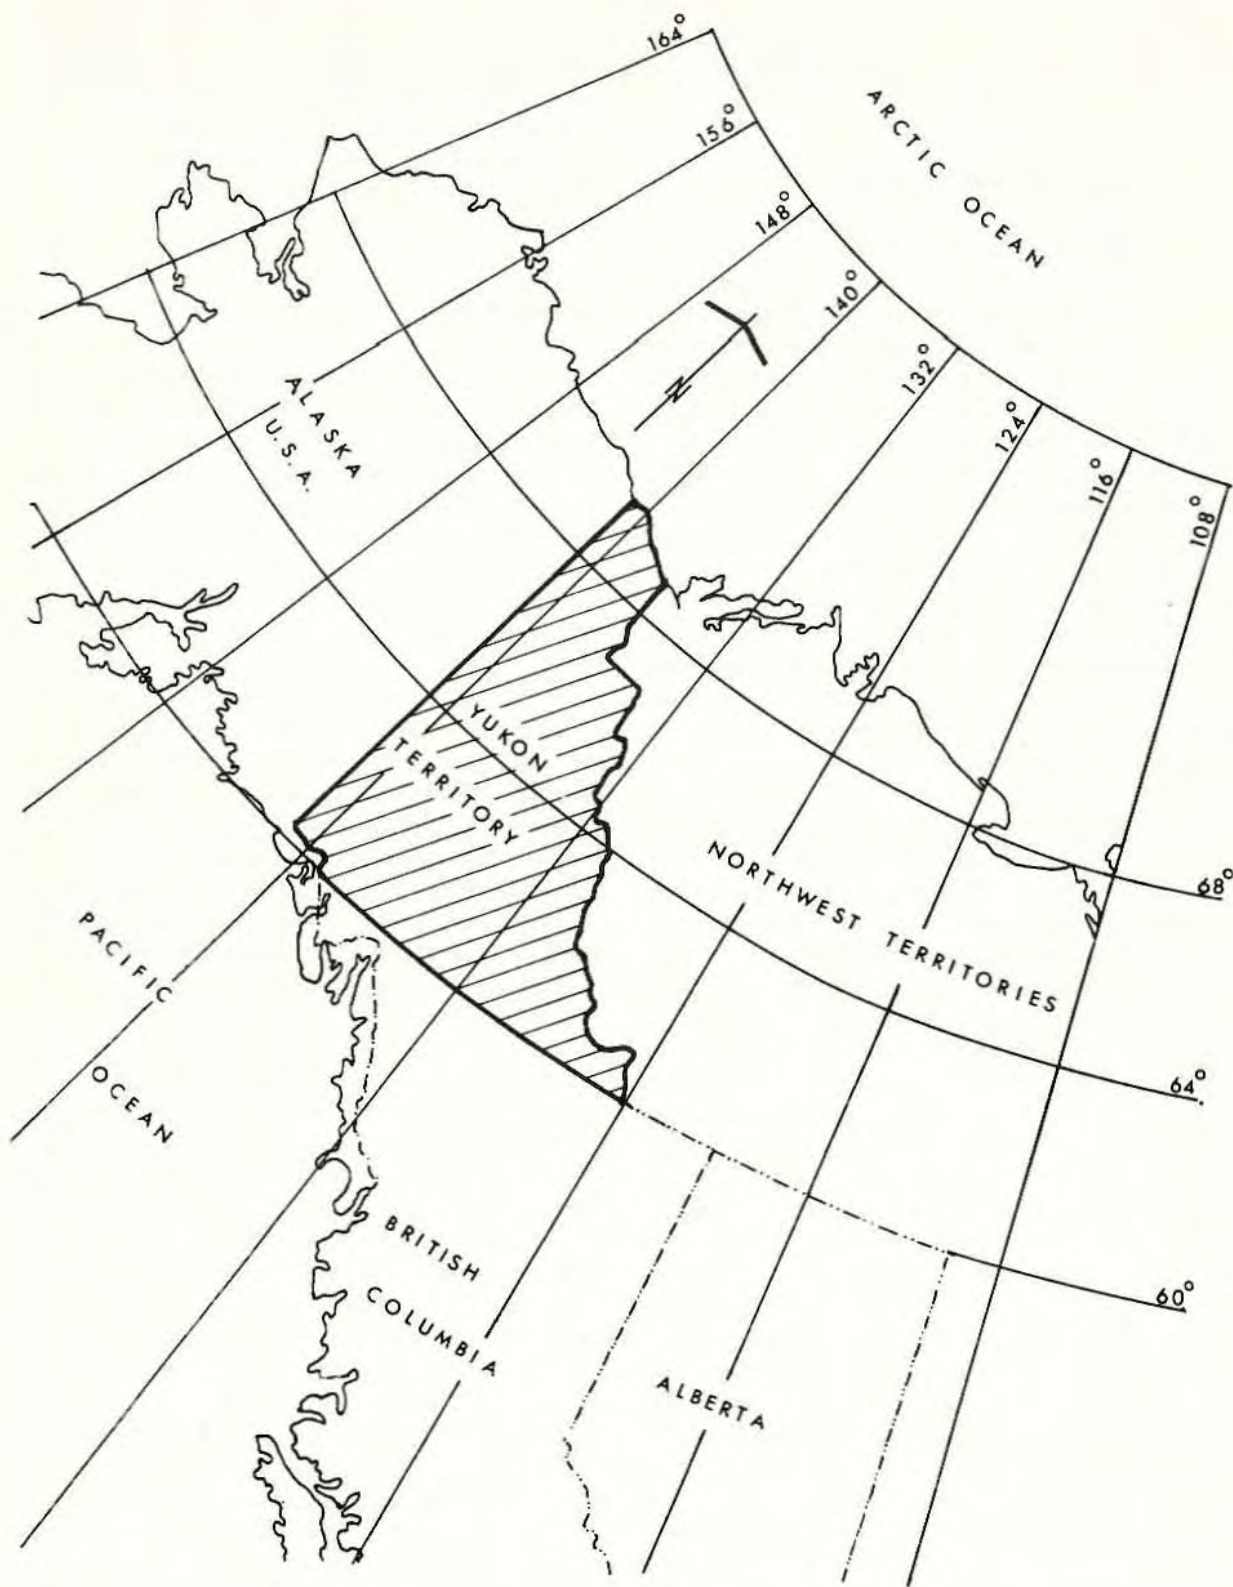 164°
156°
148°
140°
132°
124°
116°
108°
ARCTIC OCEAN
N
ALASKA
U.S.A.
YUKON
TERRITORY
NORTHWEST TERRITORIES
68°
64°
60°
PACIFIC
OCEAN
BRITISH
COLUMBIA
ALBERTA